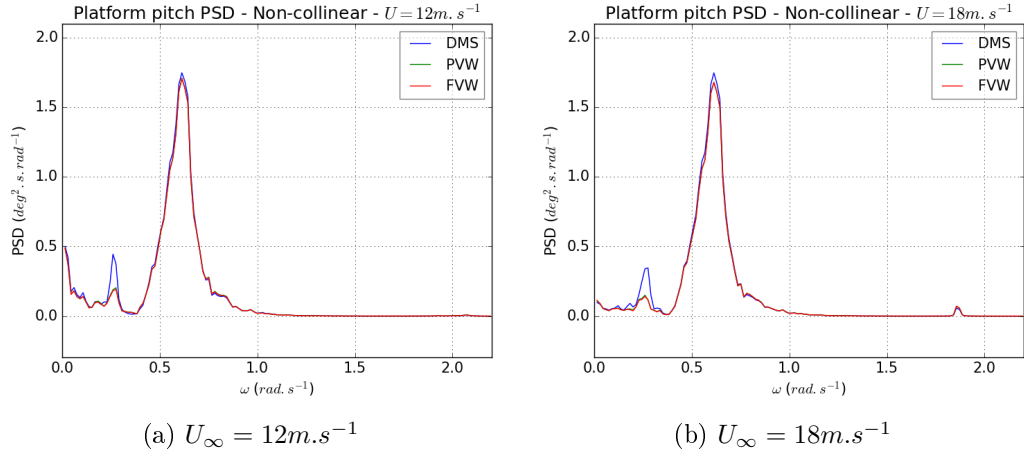 Platform pitch PSD - Non-collinear - U = 12m.s⁻¹
PSD (deg².s.rad⁻¹)
2.0
1.5
1.0
0.5
0.0
DMS
PVW
FVW
0.0 0.5 1.0 1.5 2.0
ω (rad.s⁻¹)
(a) U∞ = 12m.s⁻¹
Platform pitch PSD - Non-collinear - U = 18m.s⁻¹
PSD (deg².s.rad⁻¹)
2.0
1.5
1.0
0.5
0.0
DMS
PVW
FVW
0.0 0.5 1.0 1.5 2.0
ω (rad.s⁻¹)
(b) U∞ = 18m.s⁻¹